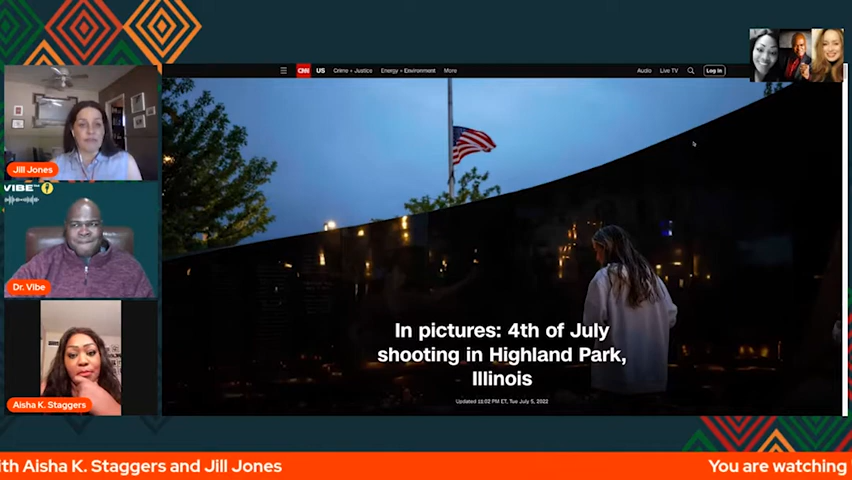 CNN
US
Crime + Justice
Energy + Environment
More
Audio
Live TV
Log In
Jill Jones
VIBE
Dr. Vibe
Aisha K. Staggers
In pictures: 4th of July
shooting in Highland Park,
Illinois
Updated 11:02 PM ET, Tue July 5, 2022
ith Aisha K. Staggers and Jill Jones
You are watching